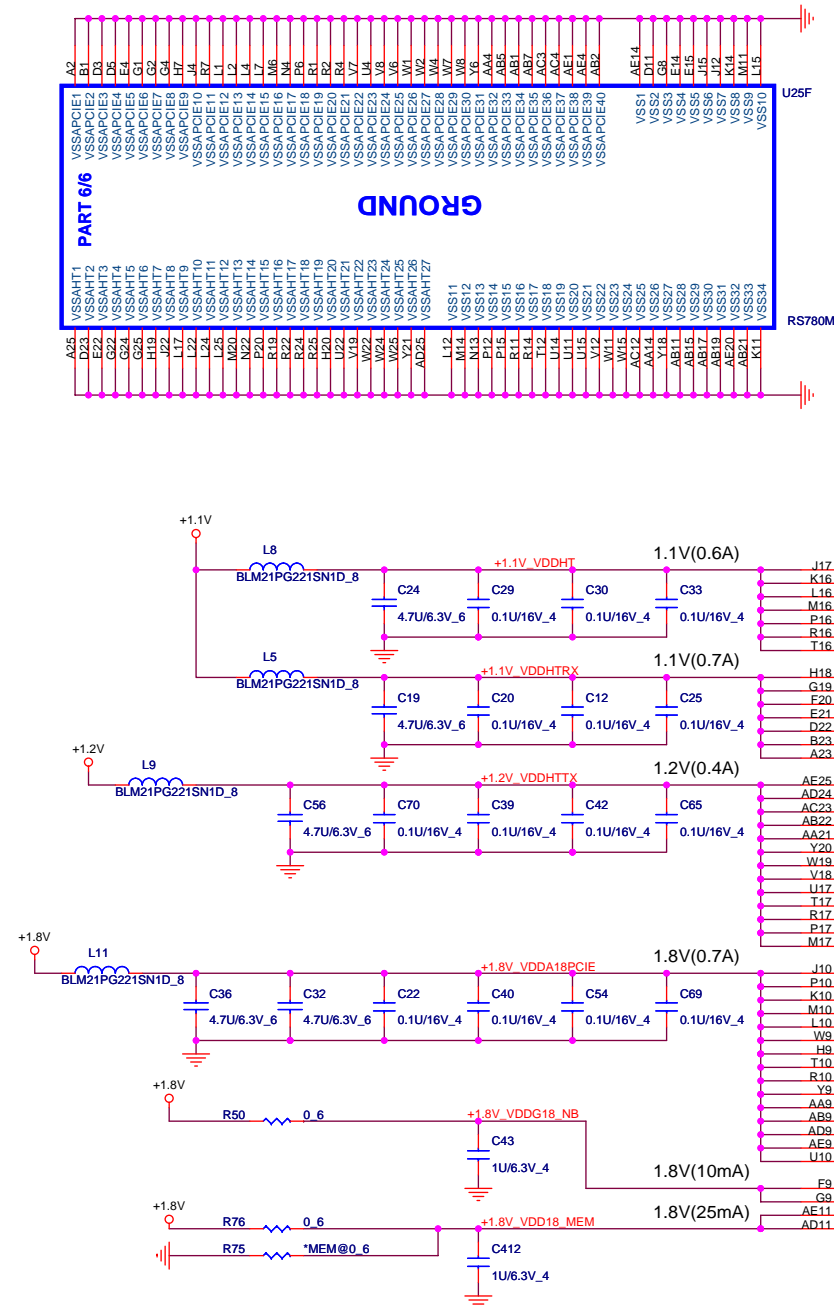 A2
B1
D3
D5
E4
G1
G2
G4
H7
J4
R7
L1
L2
L4
L7
M6
N4
P6
R1
R2
R4
V7
U4
V8
V6
W1
W2
W4
W7
W8
Y6
AA4
AB5
AB1
AB7
AC3
AC4
AE1
AE4
AB2
AE14
D11
G8
E14
E15
J15
J12
K14
M11
L15
U25F
VSSAPCIE1
VSSAPCIE2
VSSAPCIE3
VSSAPCIE4
VSSAPCIE5
VSSAPCIE6
VSSAPCIE7
VSSAPCIE8
VSSAPCIE9
VSSAPCIE10
VSSAPCIE11
VSSAPCIE12
VSSAPCIE13
VSSAPCIE14
VSSAPCIE15
VSSAPCIE16
VSSAPCIE17
VSSAPCIE18
VSSAPCIE19
VSSAPCIE20
VSSAPCIE21
VSSAPCIE22
VSSAPCIE23
VSSAPCIE24
VSSAPCIE25
VSSAPCIE26
VSSAPCIE27
VSSAPCIE28
VSSAPCIE29
VSSAPCIE30
VSSAPCIE31
VSSAPCIE32
VSSAPCIE33
VSSAPCIE34
VSSAPCIE35
VSSAPCIE36
VSSAPCIE37
VSSAPCIE38
VSSAPCIE39
VSSAPCIE40
VSS1
VSS2
VSS3
VSS4
VSS5
VSS6
VSS7
VSS8
VSS9
VSS10
PART 6/6
GROUND
VSSAHT1
VSSAHT2
VSSAHT3
VSSAHT4
VSSAHT5
VSSAHT6
VSSAHT7
VSSAHT8
VSSAHT9
VSSAHT10
VSSAHT11
VSSAHT12
VSSAHT13
VSSAHT14
VSSAHT15
VSSAHT16
VSSAHT17
VSSAHT18
VSSAHT19
VSSAHT20
VSSAHT21
VSSAHT22
VSSAHT23
VSSAHT24
VSSAHT25
VSSAHT26
VSSAHT27
VSS11
VSS12
VSS13
VSS14
VSS15
VSS16
VSS17
VSS18
VSS19
VSS20
VSS21
VSS22
VSS23
VSS24
VSS25
VSS26
VSS27
VSS28
VSS29
VSS30
VSS31
VSS32
VSS33
VSS34
RS780M
A25
D23
E22
G22
G24
G25
H19
J22
L17
L22
L24
L25
M20
N22
P20
R19
R22
R24
R25
H20
U22
V19
W22
W24
W25
Y21
AD25
L12
M14
N13
P12
P15
R11
R14
T12
U14
U11
U15
V12
W11
W15
AC12
AA14
Y18
AB11
AB15
AB17
AB19
AE20
AB21
K11
+1.1V
L8
BLM21PG221SN1D_8
+1.1V_VDDHT
1.1V(0.6A)
C24
4.7U/6.3V_6
C29
0.1U/16V_4
C30
0.1U/16V_4
C33
0.1U/16V_4
J17
K16
L16
M16
P16
R16
T16
L5
BLM21PG221SN1D_8
+1.1V_VDDHTRX
1.1V(0.7A)
C19
4.7U/6.3V_6
C20
0.1U/16V_4
C12
0.1U/16V_4
C25
0.1U/16V_4
H18
G19
F20
E21
D22
B23
A23
+1.2V
L9
BLM21PG221SN1D_8
+1.2V_VDDHTTX
1.2V(0.4A)
C56
4.7U/6.3V_6
C70
0.1U/16V_4
C39
0.1U/16V_4
C42
0.1U/16V_4
C65
0.1U/16V_4
AE25
AD24
AC23
AB22
AA21
Y20
W19
V18
U17
T17
R17
P17
M17
+1.8V
L11
BLM21PG221SN1D_8
+1.8V_VDDA18PCIE
1.8V(0.7A)
C36
4.7U/6.3V_6
C32
4.7U/6.3V_6
C22
0.1U/16V_4
C40
0.1U/16V_4
C54
0.1U/16V_4
C69
0.1U/16V_4
J10
P10
K10
M10
L10
W9
H9
T10
R10
Y9
AA9
AB9
AD9
AE9
U10
+1.8V
R50
0_6
+1.8V_VDDG18_NB
C43
1U/6.3V_4
1.8V(10mA)
F9
G9
+1.8V
R76
0_6
+1.8V_VDD18_MEM
1.8V(25mA)
AE11
AD11
R75
*MEM@0_6
C412
1U/6.3V_4